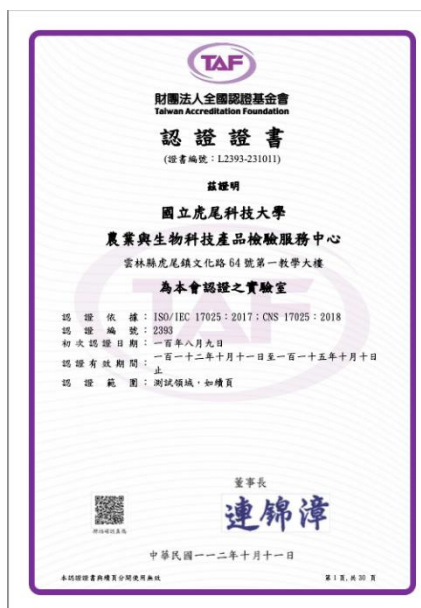 TAF
財團法人全國認證基金會
Taiwan Accreditation Foundation
認證證書
(證書編號：L2393-231011)
茲證明
國立虎尾科技大學
農業與生物科技產品檢驗服務中心
雲林縣虎尾鎮文化路 64 號第一教學大樓
為本會認證之實驗室
認證依據：ISO/IEC 17025：2017；CNS 17025：2018
認證編號：2393
初次認證日期：一百年八月九日
認證有效期間：一百一十二年十月十一日至一百一十五年十月十日
止
認證範圍：測試領域，如續頁
董事長
連錦漳
中華民國一一二年十月十一日
本認證證書與續頁分開使用無效
第 1 頁，共 30 頁